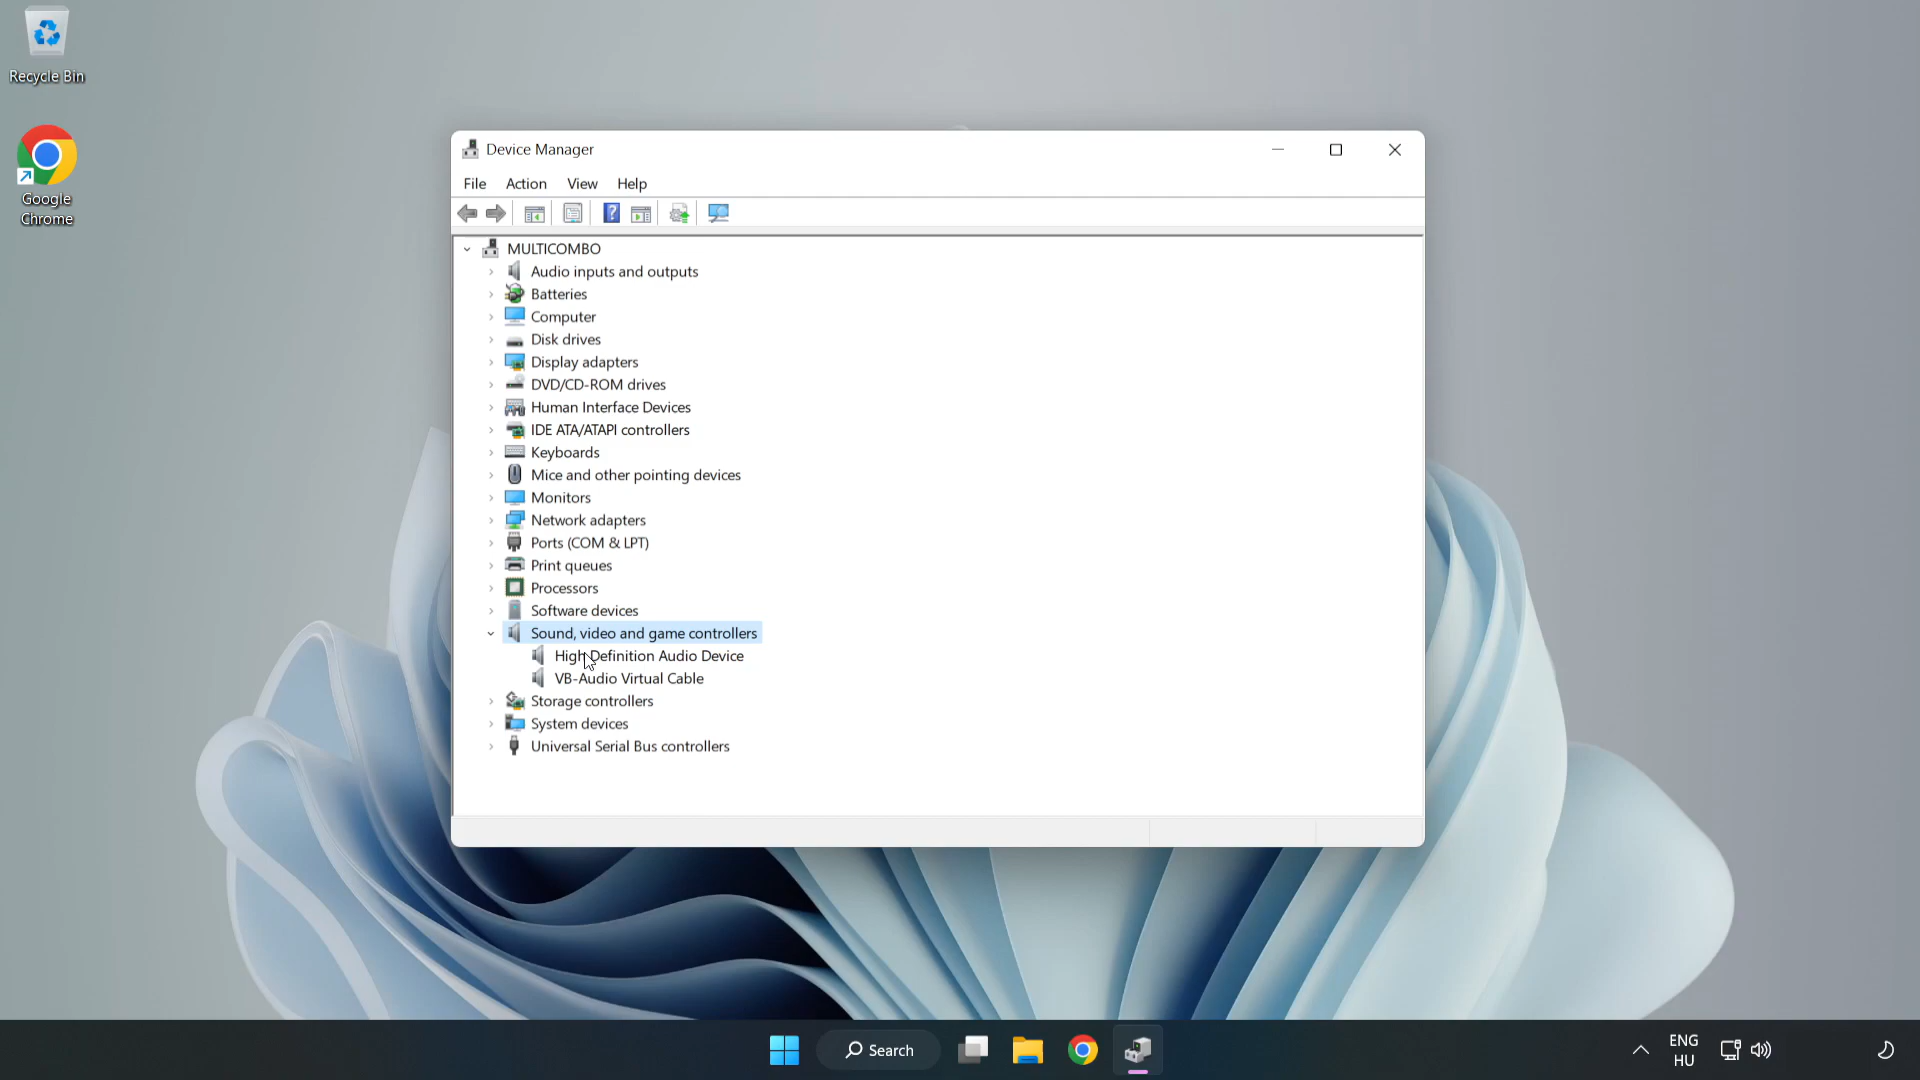 Recycle Bin
Google
Chrome
Device Manager
File Action View Help
MULTICOMBO
Audio inputs and outputs
Batteries
Computer
Disk drives
Display adapters
DVD/CD-ROM drives
Human Interface Devices
IDE ATA/ATAPI controllers
Keyboards
Mice and other pointing devices
Monitors
Network adapters
Ports (COM & LPT)
Print queues
Processors
Software devices
Sound, video and game controllers
High Definition Audio Device
VB-Audio Virtual Cable
Storage controllers
System devices
Universal Serial Bus controllers
Search
ENG
HU